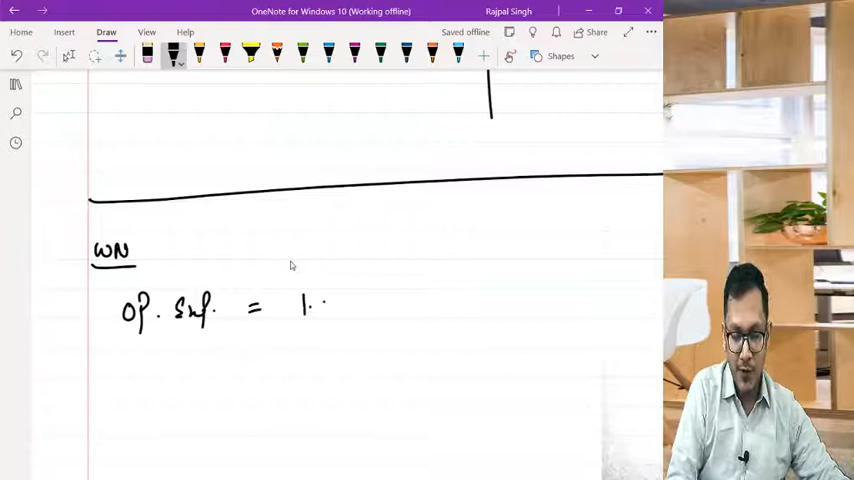 OneNote for Windows 10 (Working offline)
Rajpal Singh
Home Insert Draw View Help
Saved offline
Share
Shapes
WN
Op. Sup. = 1..